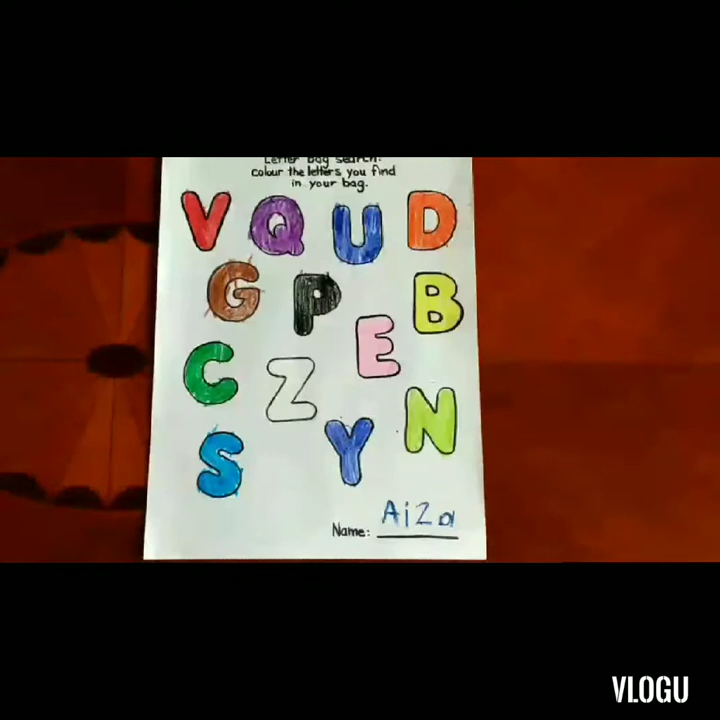 Letter bag search.
Colour the letters you find
in your bag.
V Q U D
G P B
E
C Z N
S Y
AiZa
Name:
VLOGU